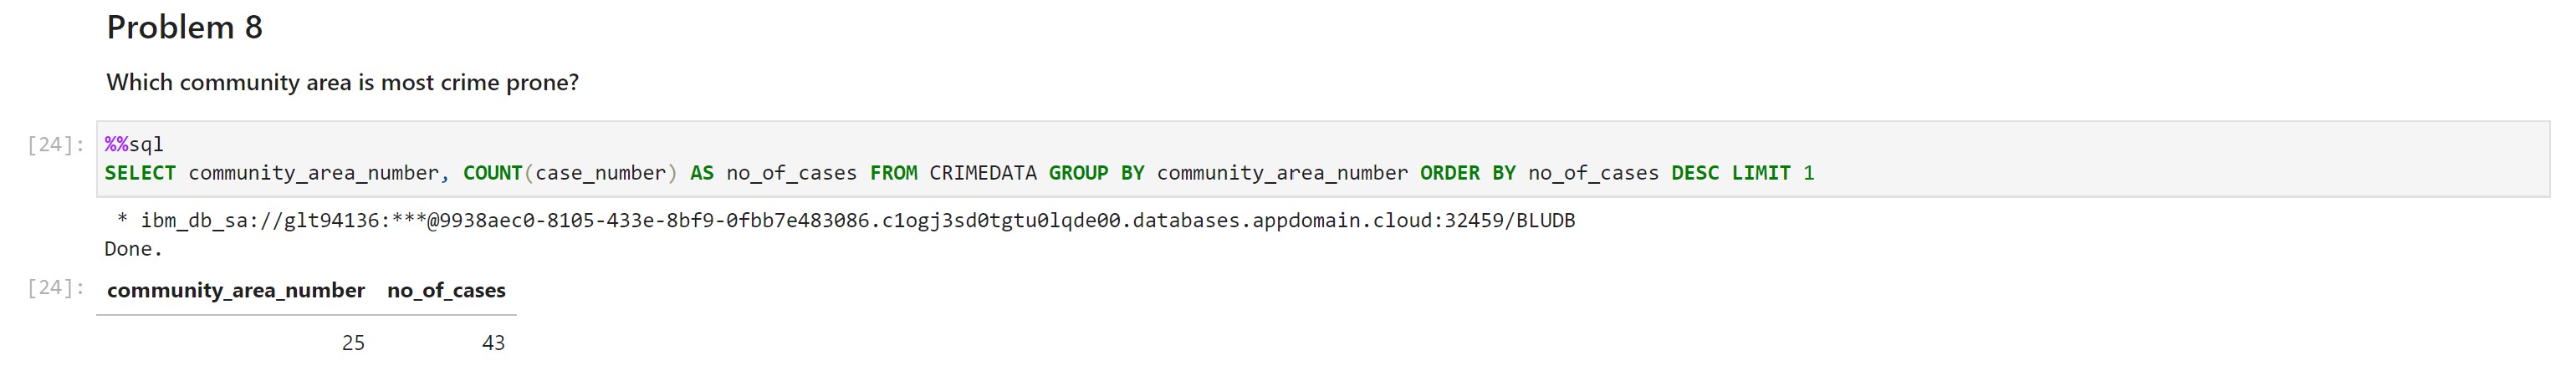 Problem 8
Which community area is most crime prone?
[24]: %%sql
SELECT community_area_number, COUNT(case_number) AS no_of_cases FROM CRIMEDATA GROUP BY community_area_number ORDER BY no_of_cases DESC LIMIT 1
* ibm_db_sa://glt94136:***@9938aec0-8105-433e-8bf9-0fbb7e483086.c1ogj3sd0tgtu0lqde00.databases.appdomain.cloud:32459/BLUDB
Done.
[24]: community_area_number no_of_cases
25 43